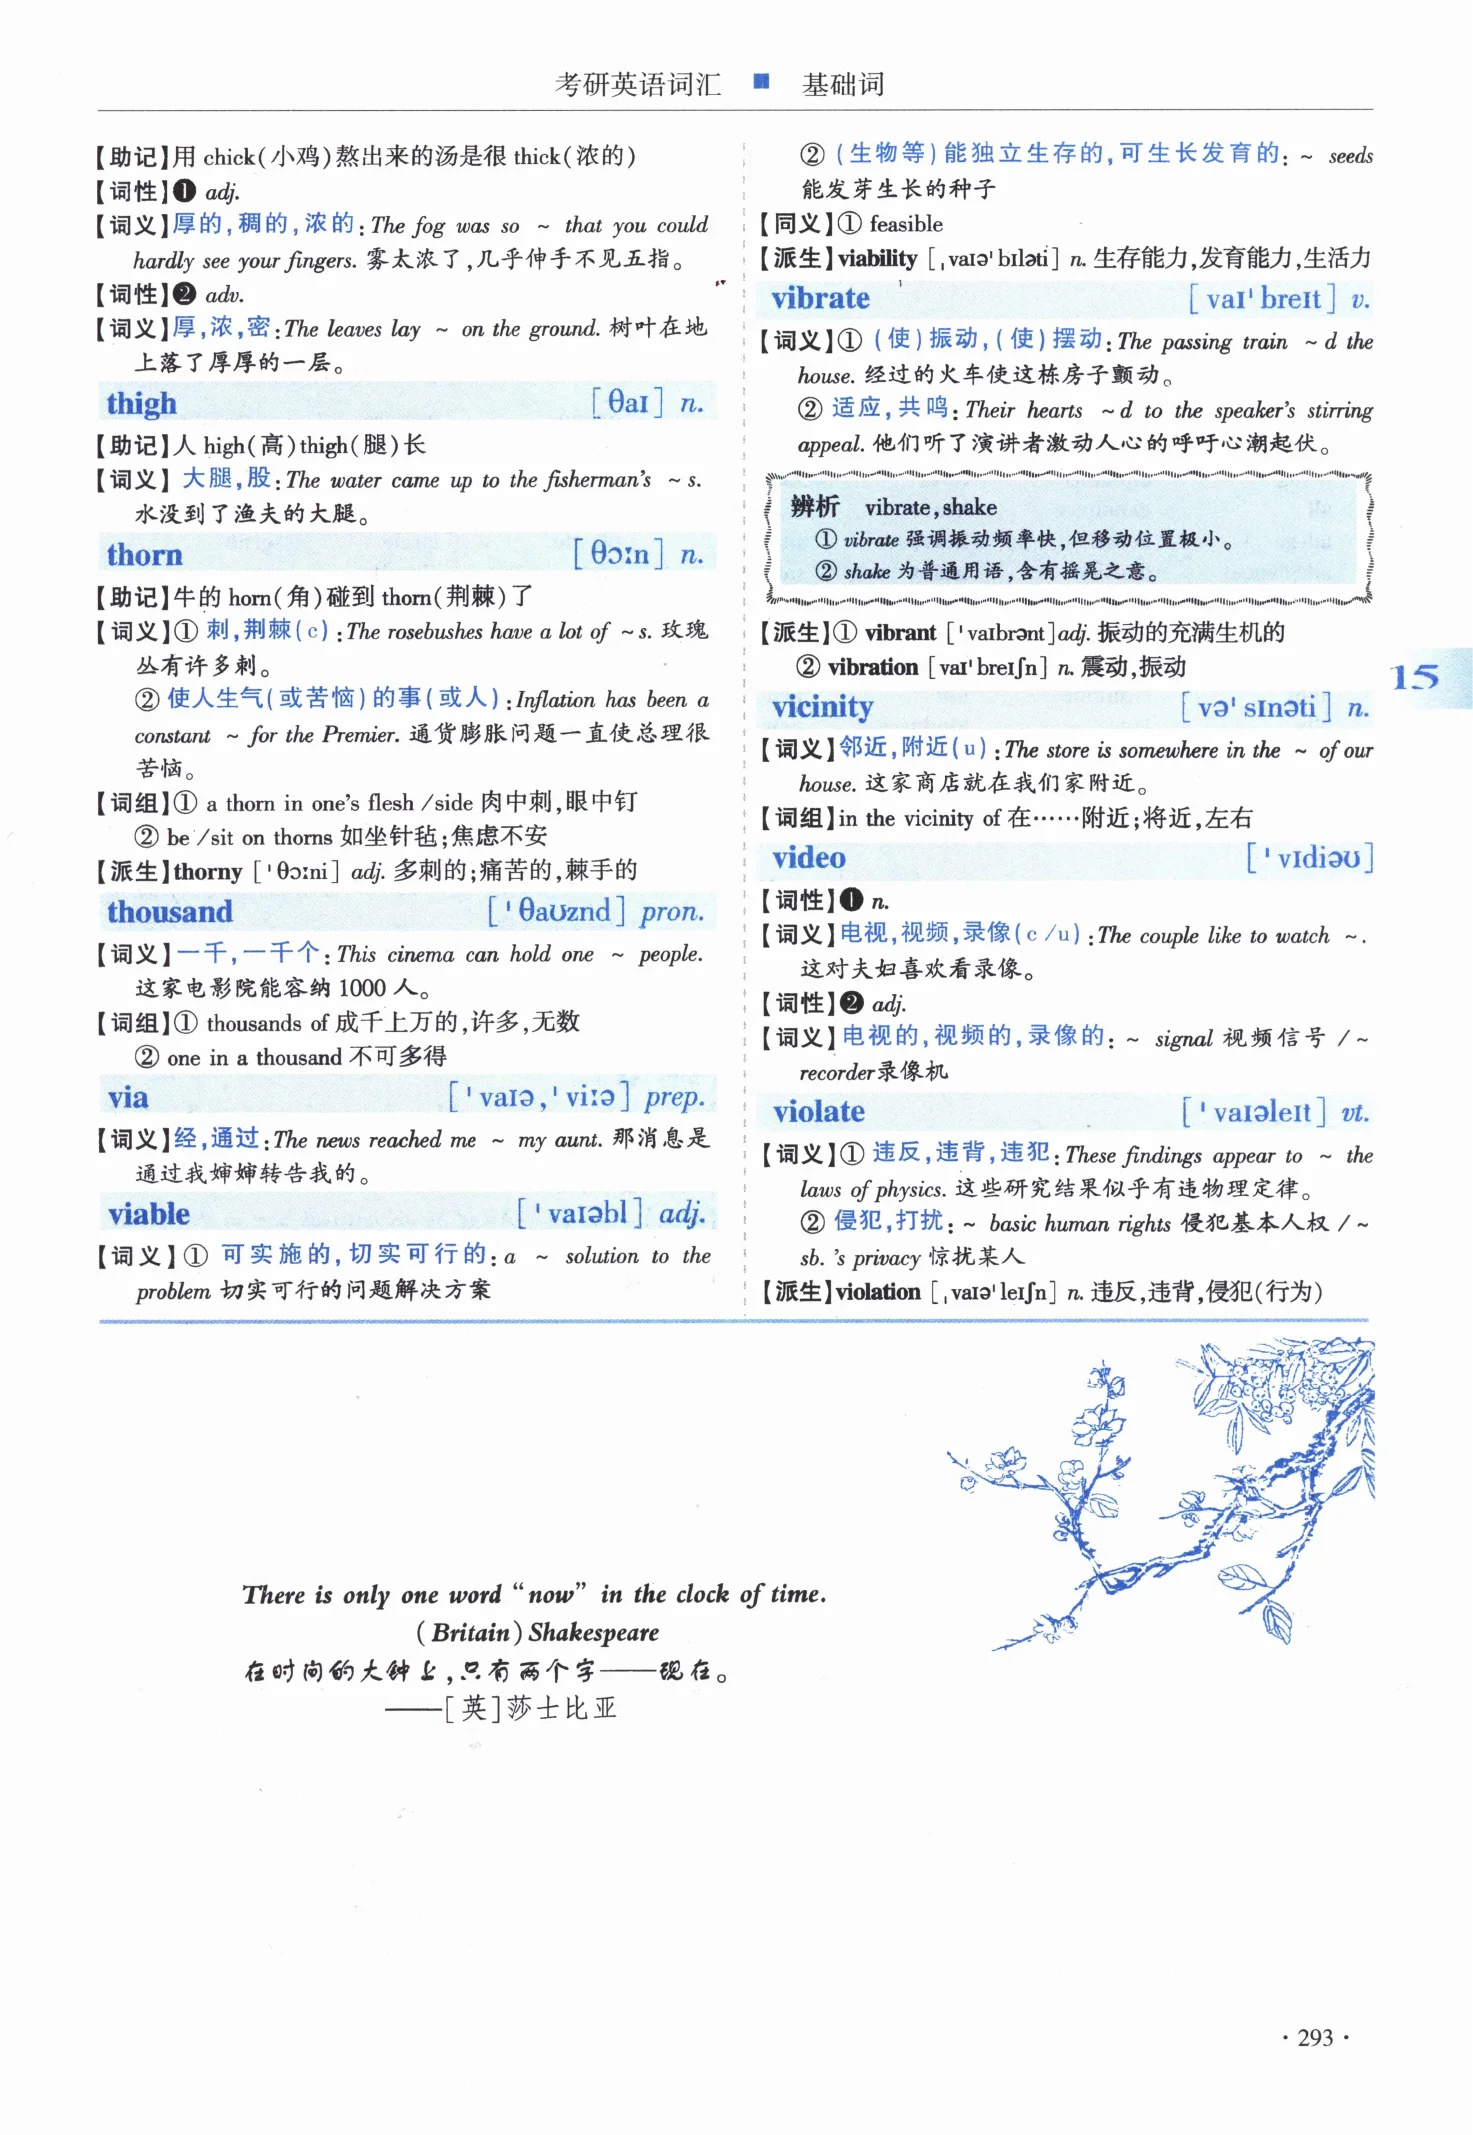 考研英语词汇 ■ 基础词
【助记】用 chick(小鸡)熬出来的汤是很 thick(浓的)
【词性】❶ adj.
【词义】厚的,稠的,浓的:The fog was so ~ that you could
hardly see your fingers. 雾太浓了,几乎伸手不见五指。
【词性】❷ adv.
【词义】厚,浓,密:The leaves lay ~ on the ground. 树叶在地
上落了厚厚的一层。
thigh [θaɪ] n.
【助记】人 high(高)thigh(腿)长
【词义】 大腿,股:The water came up to the fisherman's ~ s.
水没到了渔夫的大腿。
thorn [θɔːn] n.
【助记】牛的 horn(角)碰到 thorn(荆棘)了
【词义】① 刺,荆棘(c):The rosebushes have a lot of ~s. 玫瑰
丛有许多刺。
② 使人生气(或苦恼)的事(或人):Inflation has been a
constant ~ for the Premier. 通货膨胀问题一直使总理很
苦恼。
【词组】① a thorn in one's flesh /side 肉中刺,眼中钉
② be /sit on thorns 如坐针毡;焦虑不安
【派生】thorny [ˈθɔːni] adj. 多刺的;痛苦的,棘手的
thousand [ˈθaʊznd] pron.
【词义】一千,一千个:This cinema can hold one ~ people.
这家电影院能容纳 1000 人。
【词组】① thousands of 成千上万的,许多,无数
② one in a thousand 不可多得
via [ˈvaɪə,ˈviːə] prep.
【词义】经,通过:The news reached me ~ my aunt. 那消息是
通过我婶婶转告我的。
viable [ˈvaɪəbl] adj.
【词义】① 可实施的,切实可行的:a ~ solution to the
problem 切实可行的问题解决方案
② (生物等)能独立生存的,可生长发育的:~ seeds
能发芽生长的种子
【同义】① feasible
【派生】viability [ˌvaɪəˈbɪləti] n. 生存能力,发育能力,生活力
vibrate [vaɪˈbreɪt] v.
【词义】① (使)振动,(使)摆动:The passing train ~d the
house. 经过的火车使这栋房子颤动。
② 适应,共鸣:Their hearts ~d to the speaker's stirring
appeal. 他们听了演讲者激动人心的呼吁心潮起伏。
辨析 vibrate,shake
① vibrate 强调振动频率快,但移动位置极小。
② shake 为普通用语,含有摇晃之意。
【派生】① vibrant [ˈvaɪbrənt]adj. 振动的充满生机的
② vibration [vaɪˈbreɪʃn] n. 震动,振动
15
vicinity [vəˈsɪnəti] n.
【词义】邻近,附近(u):The store is somewhere in the ~ of our
house. 这家商店就在我们家附近。
【词组】in the vicinity of 在……附近;将近,左右
video [ˈvɪdiəʊ]
【词性】❶ n.
【词义】电视,视频,录像(c /u):The couple like to watch ~.
这对夫妇喜欢看录像。
【词性】❷ adj.
【词义】电视的,视频的,录像的:~ signal 视频信号 / ~
recorder录像机
violate [ˈvaɪəleɪt] vt.
【词义】① 违反,违背,违犯:These findings appear to ~ the
laws of physics. 这些研究结果似乎有违物理定律。
② 侵犯,打扰:~ basic human rights 侵犯基本人权 / ~
sb. 's privacy 惊扰某人
【派生】violation [ˌvaɪəˈleɪʃn] n. 违反,违背,侵犯(行为)
There is only one word “now” in the clock of time.
(Britain) Shakespeare
在时间的大钟上,只有两个字——现在。
——[英]莎士比亚
· 293 ·